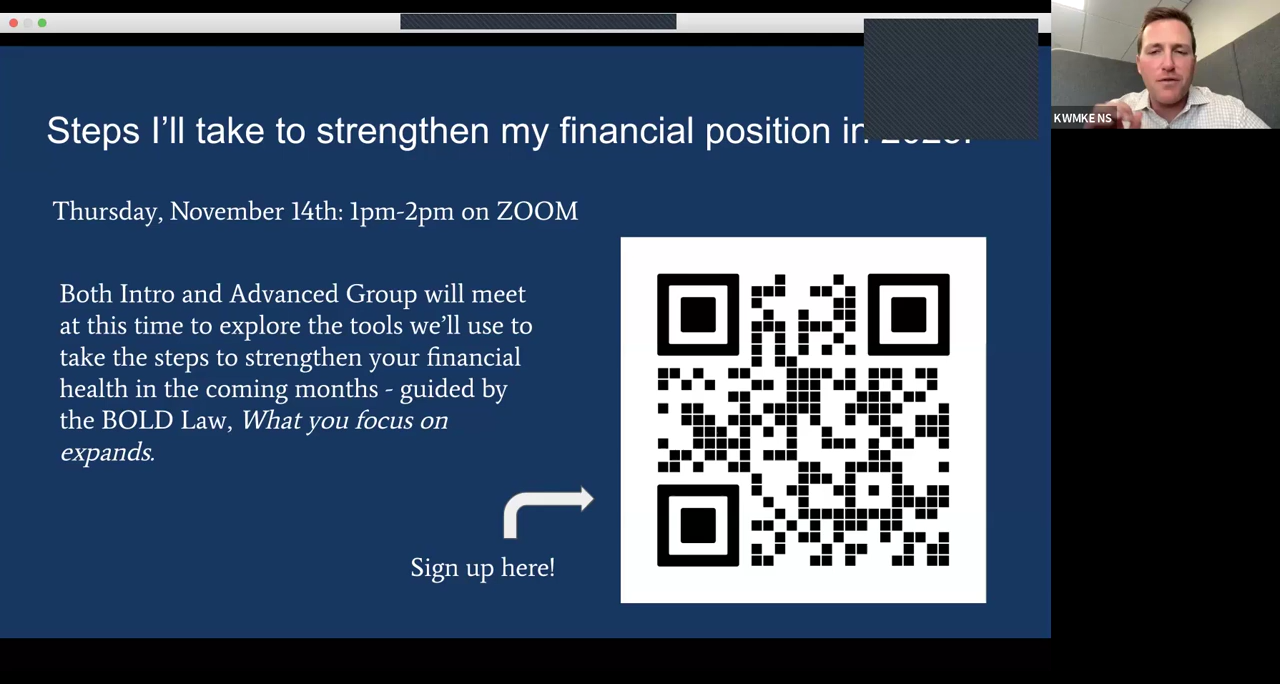 Steps I’ll take to strengthen my financial position in
KWMKENS
Thursday, November 14th: 1pm-2pm on ZOOM
Both Intro and Advanced Group will meet
at this time to explore the tools we’ll use to
take the steps to strengthen your financial
health in the coming months - guided by
the BOLD Law, What you focus on
expands.
Sign up here!